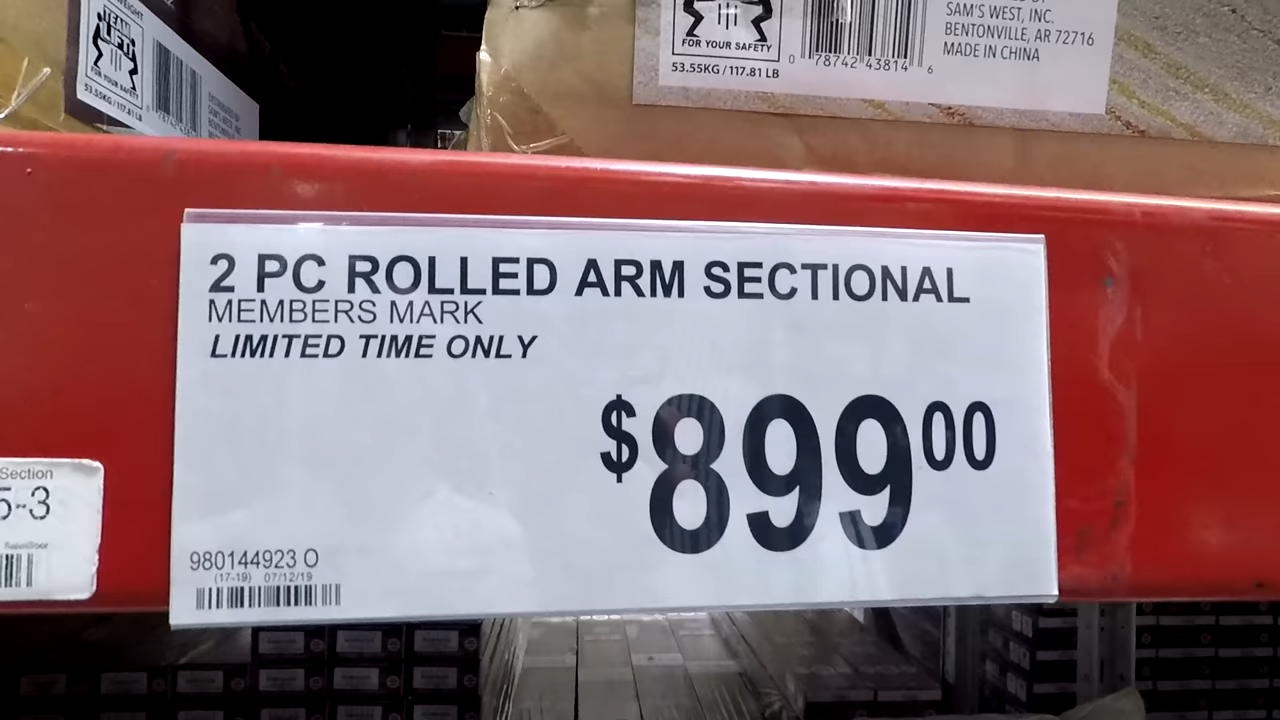 TEAM
LIFT!
FOR YOUR SAFETY
53.55KG / 117.81 LB
FOR YOUR SAFETY
53.55KG / 117.81 LB
0 78742 43814 6
SAM'S WEST, INC.
BENTONVILLE, AR 72716
MADE IN CHINA
2 PC ROLLED ARM SECTIONAL
MEMBERS MARK
LIMITED TIME ONLY
$899 00
980144923 O
(17-19) 07/12/19
Section
5-3